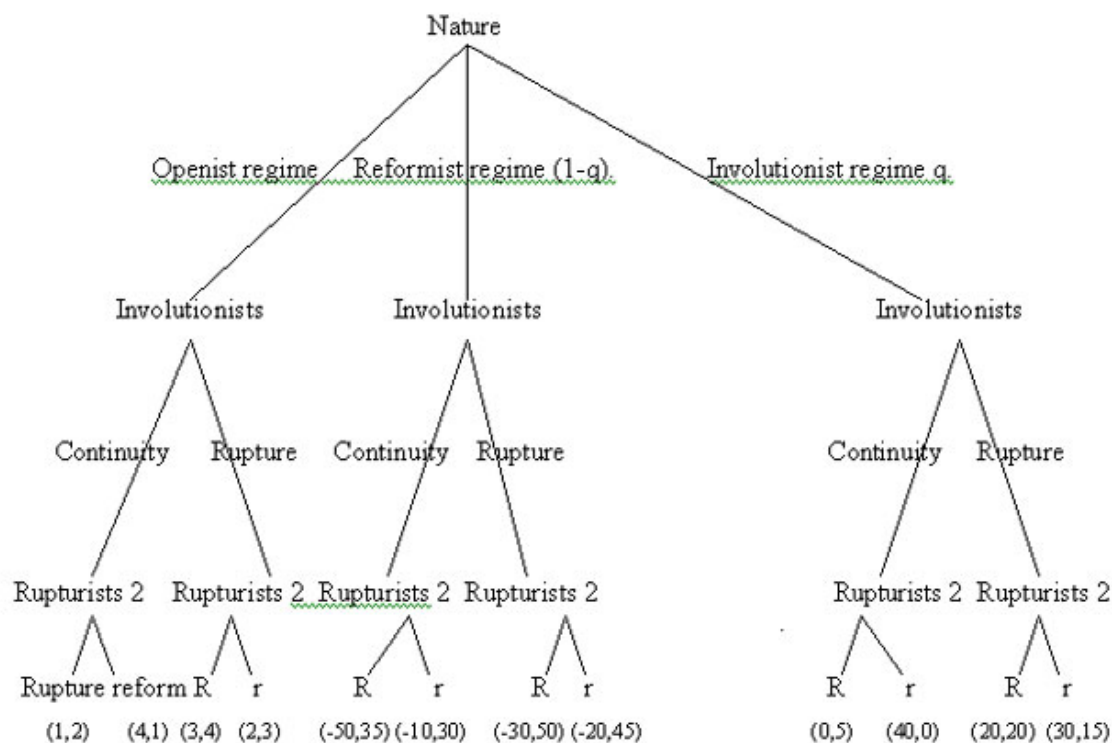 Nature
Openist regime Reformist regime (1-q). Involutionist regime q.
Involutionists Involutionists Involutionists
Continuity Rupture Continuity Rupture Continuity Rupture
Rupturists 2 Rupturists 2 Rupturists 2 Rupturists 2 Rupturists 2 Rupturists 2
Rupture reform R r R r R r R r R r
(1,2) (4,1) (3,4) (2,3) (-50,35) (-10,30) (-30,50) (-20,45) (0,5) (40,0) (20,20) (30,15)